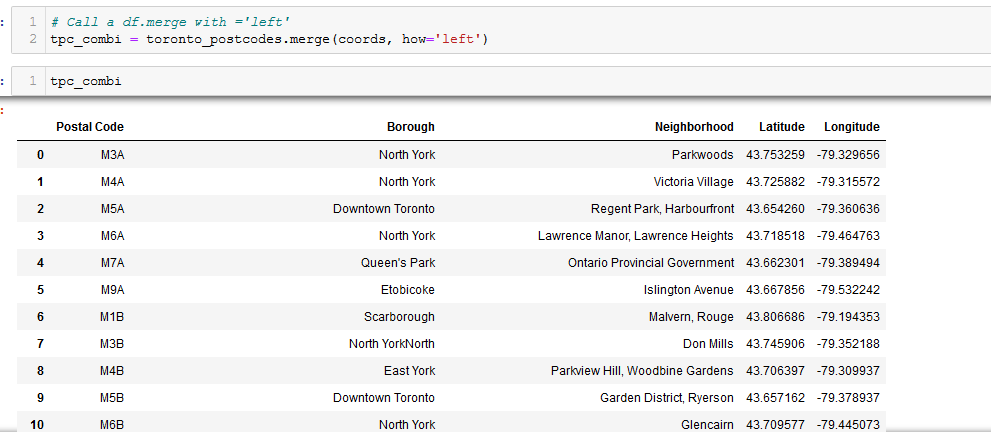 1 # Call a df.merge with ='left'
2 tpc_combi = toronto_postcodes.merge(coords, how='left')
1 tpc_combi
Postal Code Borough Neighborhood Latitude Longitude
0 M3A North York Parkwoods 43.753259 -79.329656
1 M4A North York Victoria Village 43.725882 -79.315572
2 M5A Downtown Toronto Regent Park, Harbourfront 43.654260 -79.360636
3 M6A North York Lawrence Manor, Lawrence Heights 43.718518 -79.464763
4 M7A Queen's Park Ontario Provincial Government 43.662301 -79.389494
5 M9A Etobicoke Islington Avenue 43.667856 -79.532242
6 M1B Scarborough Malvern, Rouge 43.806686 -79.194353
7 M3B North YorkNorth Don Mills 43.745906 -79.352188
8 M4B East York Parkview Hill, Woodbine Gardens 43.706397 -79.309937
9 M5B Downtown Toronto Garden District, Ryerson 43.657162 -79.378937
10 M6B North York Glencairn 43.709577 -79.445073